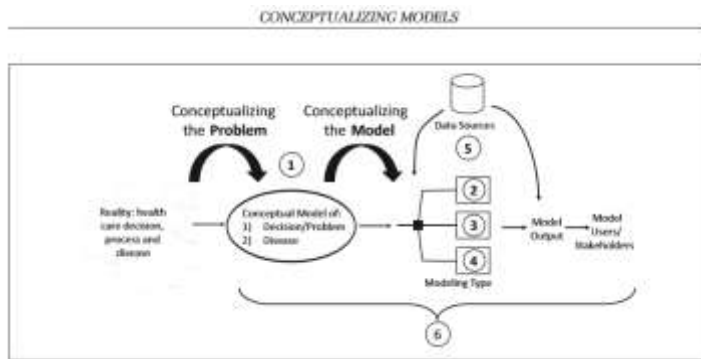 CONCEPTUALIZING MODELS
Conceptualizing
the Problem
Conceptualizing
the Model
Data Sources
1
5
2
3
4
Reality: health
care decision,
process and
disease
Conceptual Model of:
1) Decision/Problem
2) Disease
Model
Output
Model
Users/
Stakeholders
Modeling Type
6